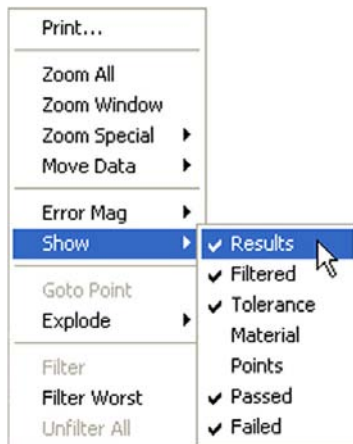 Print...
Zoom All
Zoom Window
Zoom Special
Move Data
Error Mag
Show
Goto Point
Explode
Filter
Filter Worst
Unfilter All
Results
Filtered
Tolerance
Material
Points
Passed
Failed